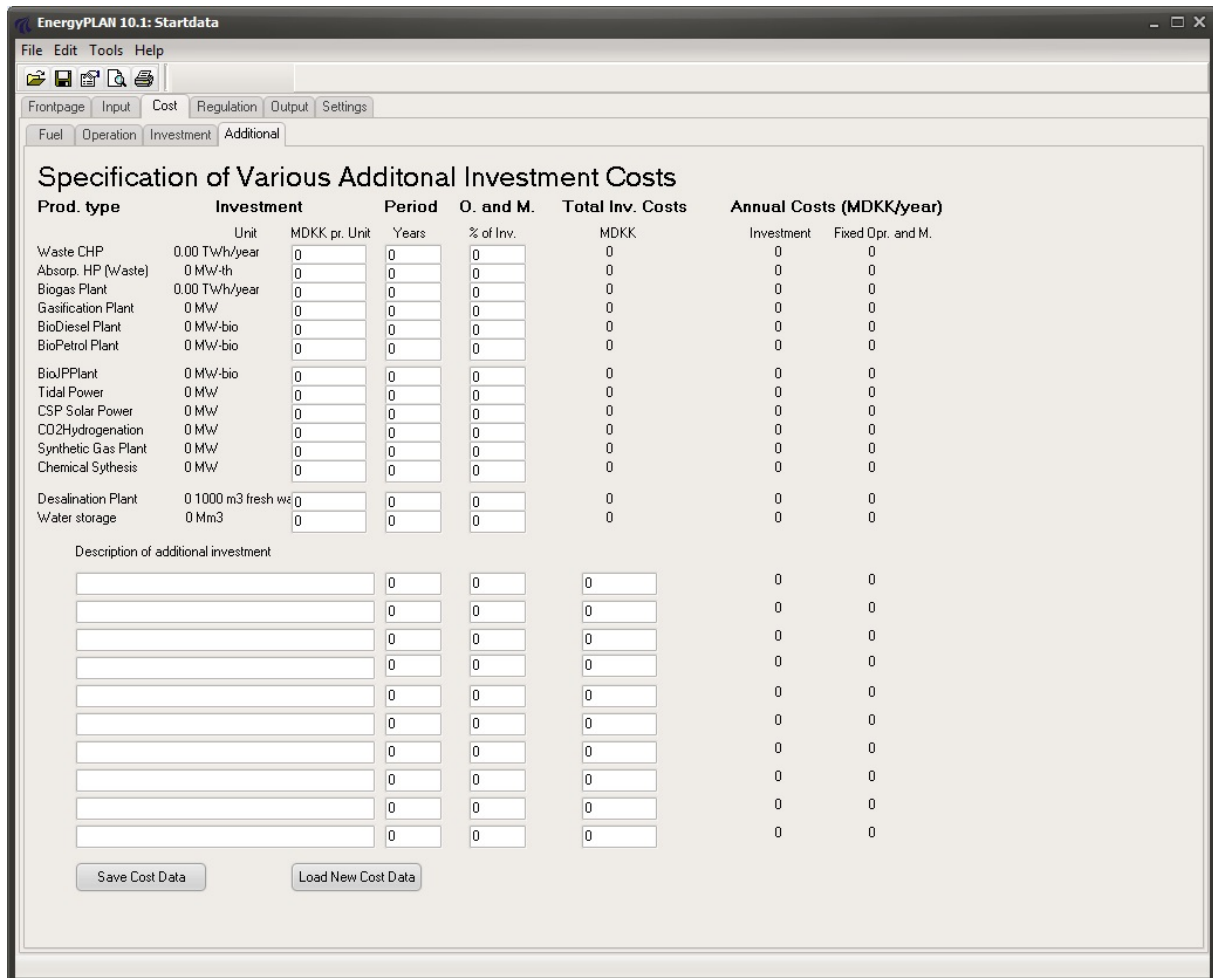 EnergyPLAN 10.1: Startdata
File Edit Tools Help
Frontpage Input Cost Regulation Output Settings
Fuel Operation Investment Additional
Specification of Various Additonal Investment Costs
Prod. type Investment Period O. and M. Total Inv. Costs Annual Costs (MDKK/year)
Unit MDKK pr. Unit Years % of Inv. MDKK Investment Fixed Opr. and M.
Waste CHP 0.00 TWh/year 0 0 0 0 0 0
Absorp. HP (Waste) 0 MW-th 0 0 0 0 0 0
Biogas Plant 0.00 TWh/year 0 0 0 0 0 0
Gasification Plant 0 MW 0 0 0 0 0 0
BioDiesel Plant 0 MW-bio 0 0 0 0 0 0
BioPetrol Plant 0 MW-bio 0 0 0 0 0 0
BioJPPlant 0 MW-bio 0 0 0 0 0 0
Tidal Power 0 MW 0 0 0 0 0 0
CSP Solar Power 0 MW 0 0 0 0 0 0
CO2Hydrogenation 0 MW 0 0 0 0 0 0
Synthetic Gas Plant 0 MW 0 0 0 0 0 0
Chemical Sythesis 0 MW 0 0 0 0 0 0
Desalination Plant 0 1000 m3 fresh wa 0 0 0 0 0 0
Water storage 0 Mm3 0 0 0 0 0 0
Description of additional investment
0 0 0 0 0
0 0 0 0 0
0 0 0 0 0
0 0 0 0 0
0 0 0 0 0
0 0 0 0 0
0 0 0 0 0
0 0 0 0 0
0 0 0 0 0
0 0 0 0 0
Save Cost Data Load New Cost Data